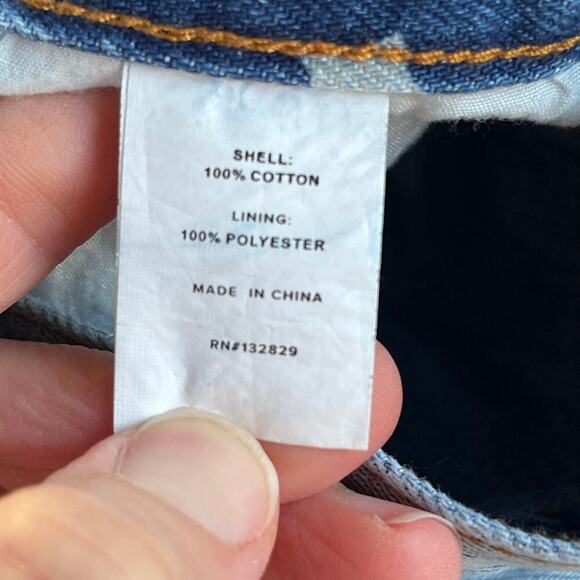 SHELL:
100% COTTON
LINING:
100% POLYESTER
MADE IN CHINA
RN#132829